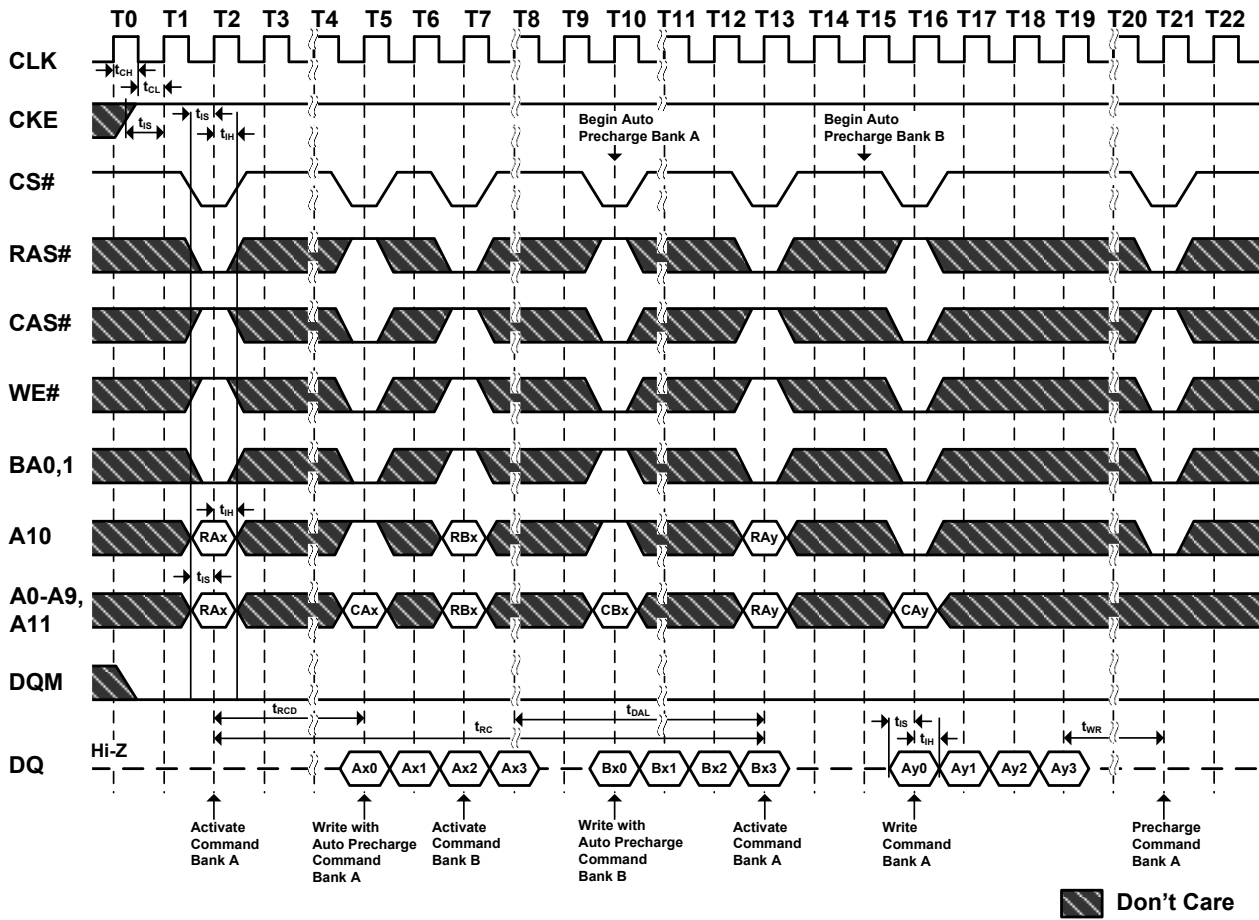 T0 T1 T2 T3 T4 T5 T6 T7 T8 T9 T10 T11 T12 T13 T14 T15 T16 T17 T18 T19 T20 T21 T22
CLK
tCH
tCL
CKE
tIS
tIS
tIH
Begin Auto
Precharge Bank A
Begin Auto
Precharge Bank B
CS#
RAS#
CAS#
WE#
BA0,1
tIH
A10
RAx RBx RAy
tIS
A0-A9,
A11
RAx CAx RBx CBx RAy CAy
DQM
tRCD
tDAL
tRC
tIS
tIH
tWR
Hi-Z
DQ
Ax0 Ax1 Ax2 Ax3 Bx0 Bx1 Bx2 Bx3 Ay0 Ay1 Ay2 Ay3
Activate
Command
Bank A
Write with
Auto Precharge
Command
Bank A
Activate
Command
Bank B
Write with
Auto Precharge
Command
Bank B
Activate
Command
Bank A
Write
Command
Bank A
Precharge
Command
Bank A
Don't Care